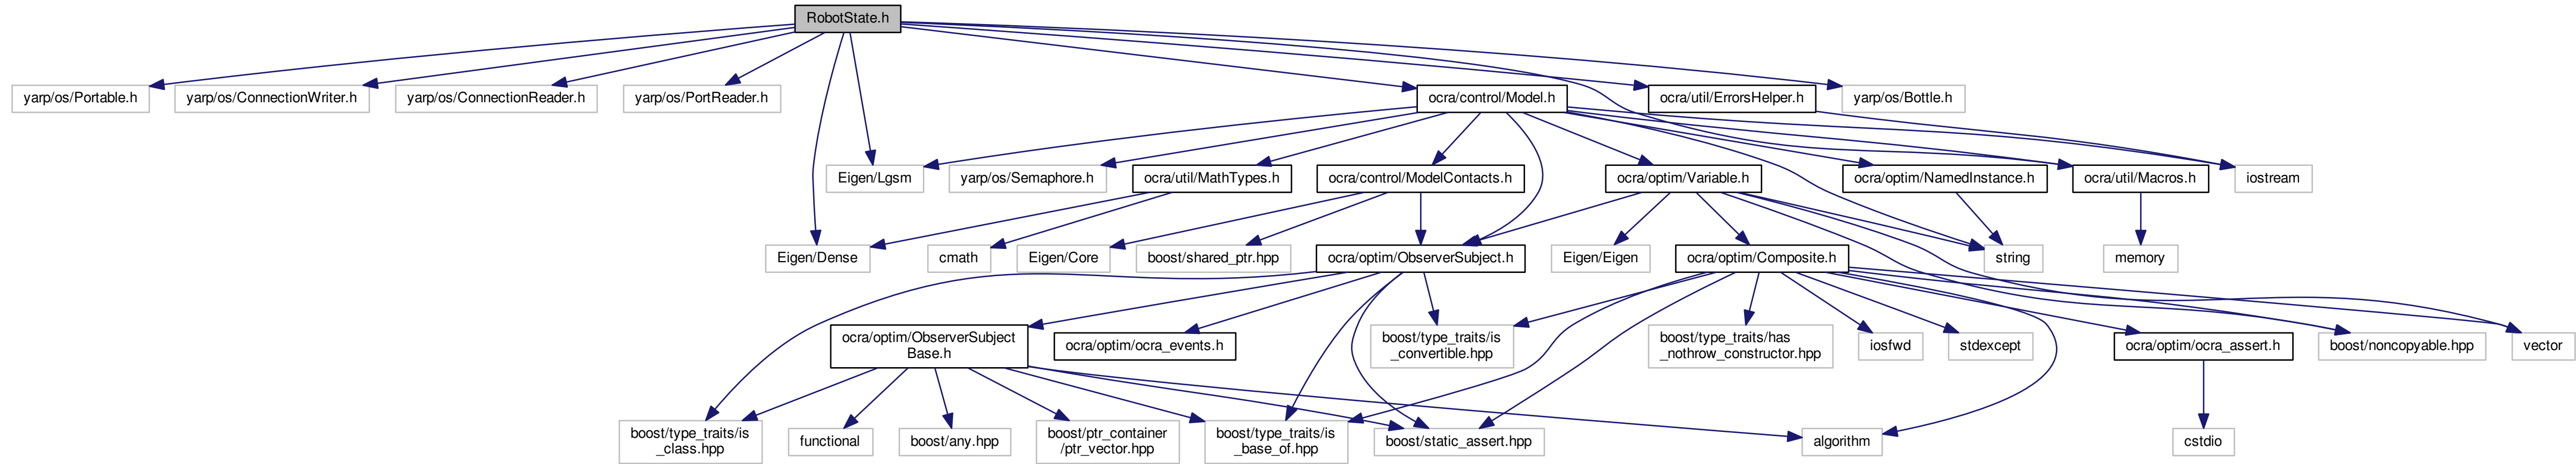 RobotState.h
yarp/os/Portable.h
yarp/os/ConnectionWriter.h
yarp/os/ConnectionReader.h
yarp/os/PortReader.h
ocra/control/Model.h
ocra/util/ErrorsHelper.h
yarp/os/Bottle.h
Eigen/Lgsm
yarp/os/Semaphore.h
ocra/util/MathTypes.h
ocra/control/ModelContacts.h
ocra/optim/Variable.h
ocra/optim/NamedInstance.h
ocra/util/Macros.h
iostream
Eigen/Dense
cmath
Eigen/Core
boost/shared_ptr.hpp
ocra/optim/ObserverSubject.h
Eigen/Eigen
ocra/optim/Composite.h
string
memory
ocra/optim/ObserverSubject
Base.h
ocra/optim/ocra_events.h
boost/type_traits/is
_convertible.hpp
boost/type_traits/has
_nothrow_constructor.hpp
iosfwd
stdexcept
ocra/optim/ocra_assert.h
boost/noncopyable.hpp
vector
boost/type_traits/is
_class.hpp
functional
boost/any.hpp
boost/ptr_container
/ptr_vector.hpp
boost/type_traits/is
_base_of.hpp
boost/static_assert.hpp
algorithm
cstdio